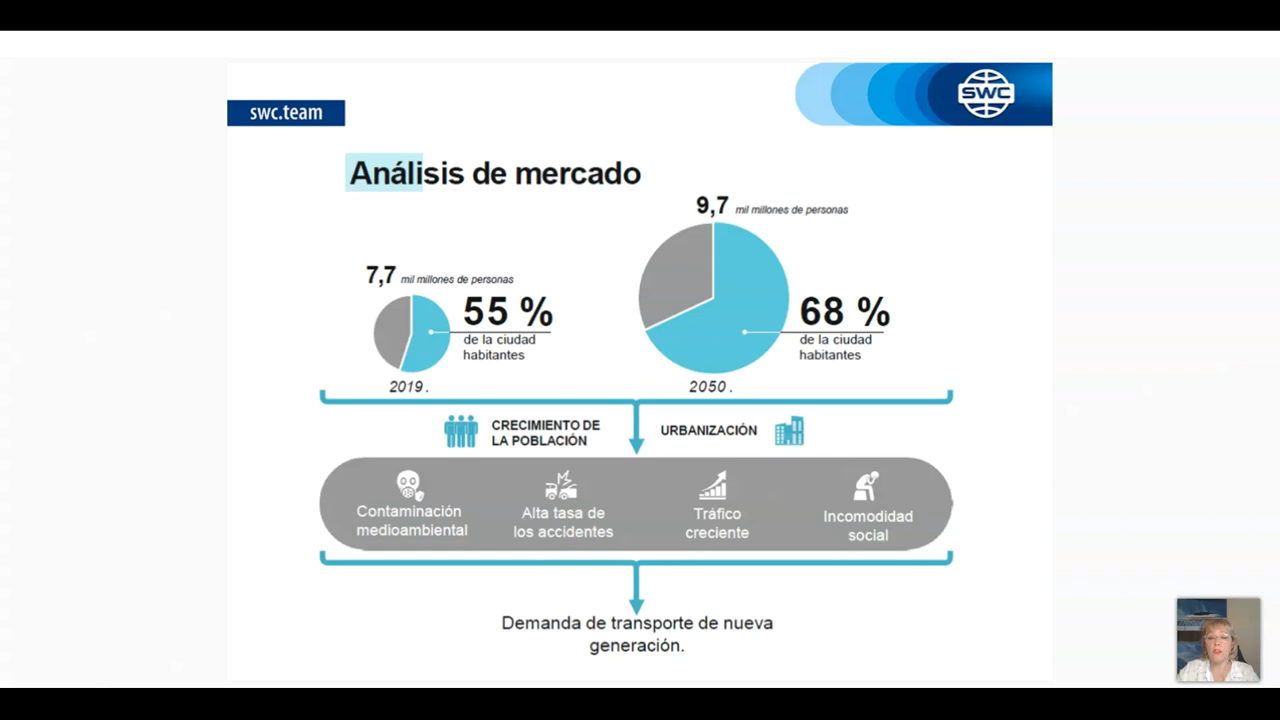 swc.team
SWC
Análisis de mercado
9,7 mil millones de personas
7,7 mil millones de personas
55 %
de la ciudad
habitantes
68 %
de la ciudad
habitantes
2019.
2050.
CRECIMIENTO DE
LA POBLACIÓN
URBANIZACIÓN
Contaminación
medioambiental
Alta tasa de
los accidentes
Tráfico
creciente
Incomodidad
social
Demanda de transporte de nueva
generación.